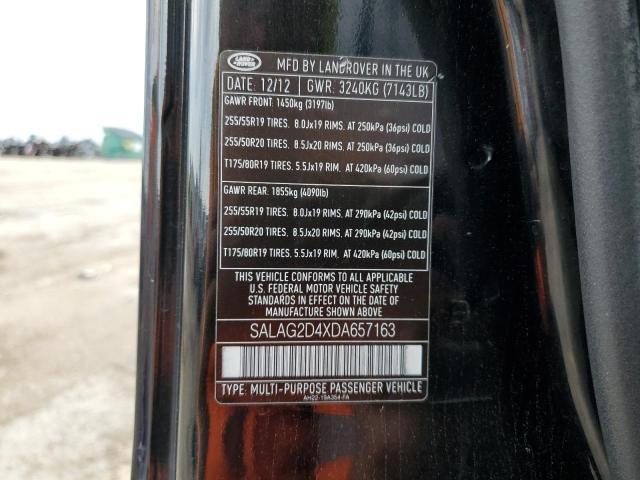 LAND ROVER MFD BY LANDROVER IN THE UK
DATE: 12/12 GWR: 3240KG (7143LB)
GAWR FRONT: 1450kg (3197lb)
255/55R19 TIRES. 8.0Jx19 RIMS. AT 250kPa (36psi) COLD
255/50R20 TIRES. 8.5Jx20 RIMS. AT 250kPa (36psi) COLD
T175/80R19 TIRES. 5.5Jx19 RIM. AT 420kPa (60psi) COLD
GAWR REAR: 1855kg (4090lb)
255/55R19 TIRES. 8.0Jx19 RIMS. AT 290kPa (42psi) COLD
255/50R20 TIRES. 8.5Jx20 RIMS. AT 290kPa (42psi) COLD
T175/80R19 TIRES. 5.5Jx19 RIM. AT 420kPa (60psi) COLD
THIS VEHICLE CONFORMS TO ALL APPLICABLE
U.S. FEDERAL MOTOR VEHICLE SAFETY
STANDARDS IN EFFECT ON THE DATE OF
MANUFACTURE SHOWN ABOVE
SALAG2D4XDA657163
TYPE: MULTI-PURPOSE PASSENGER VEHICLE
AH22-19A354-FA